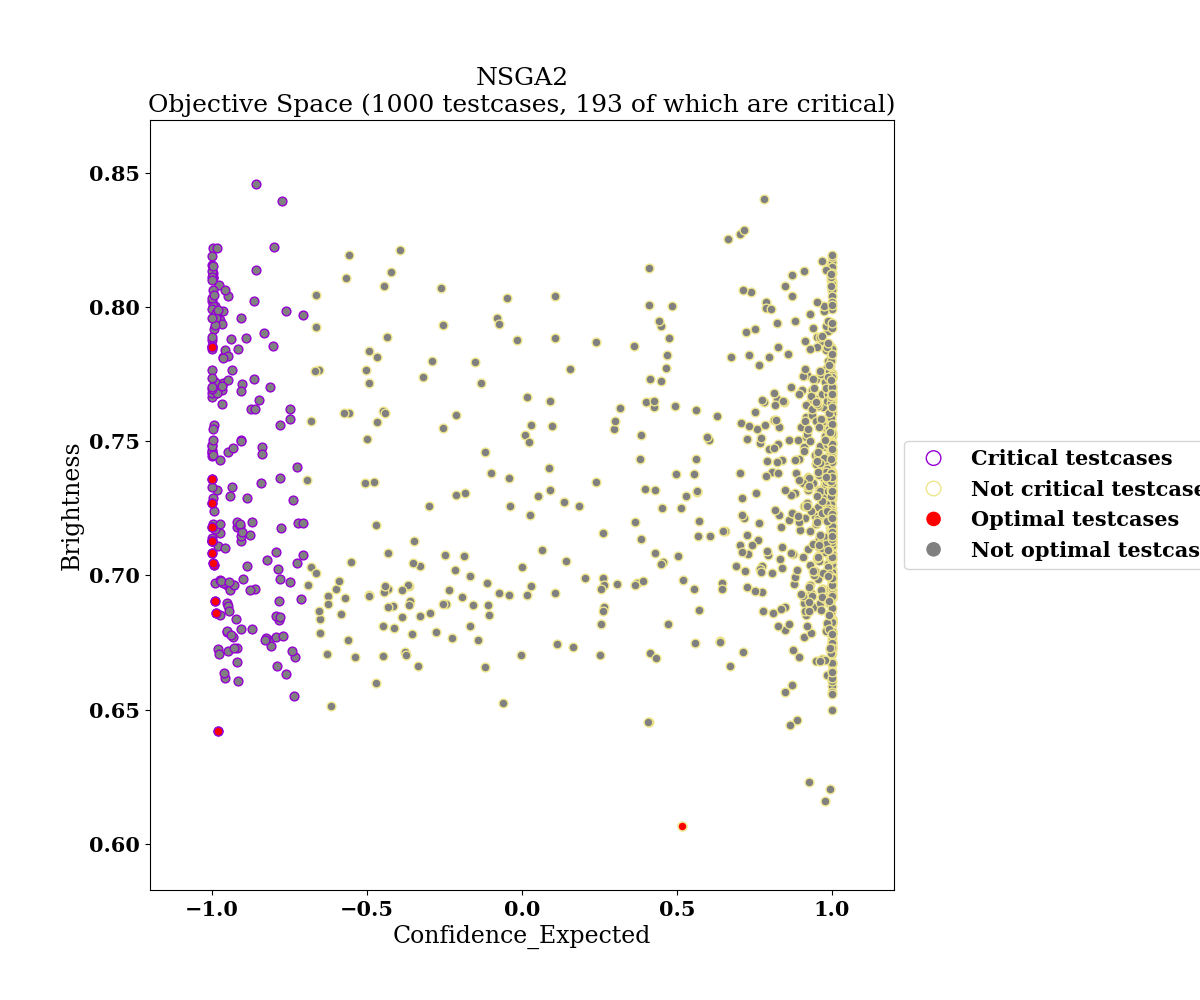 NSGA2
Objective Space (1000 testcases, 193 of which are critical)
0.85
0.80
0.75
0.70
0.65
0.60
Brightness
−1.0
−0.5
0.0
0.5
1.0
Confidence_Expected
Critical testcases
Not critical testcase
Optimal testcases
Not optimal testcas